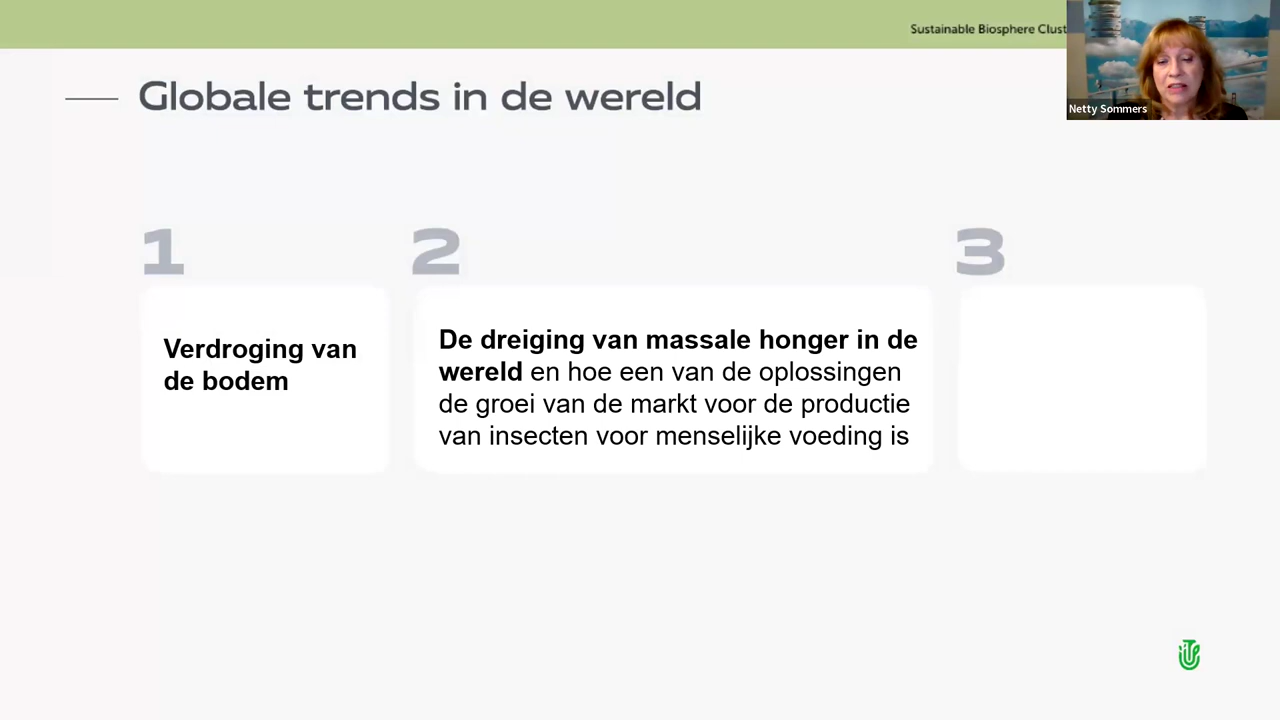 Sustainable Biosphere Clust
Netty Sommers
Globale trends in de wereld
1
2
3
Verdroging van
de bodem
De dreiging van massale honger in de
wereld en hoe een van de oplossingen
de groei van de markt voor de productie
van insecten voor menselijke voeding is